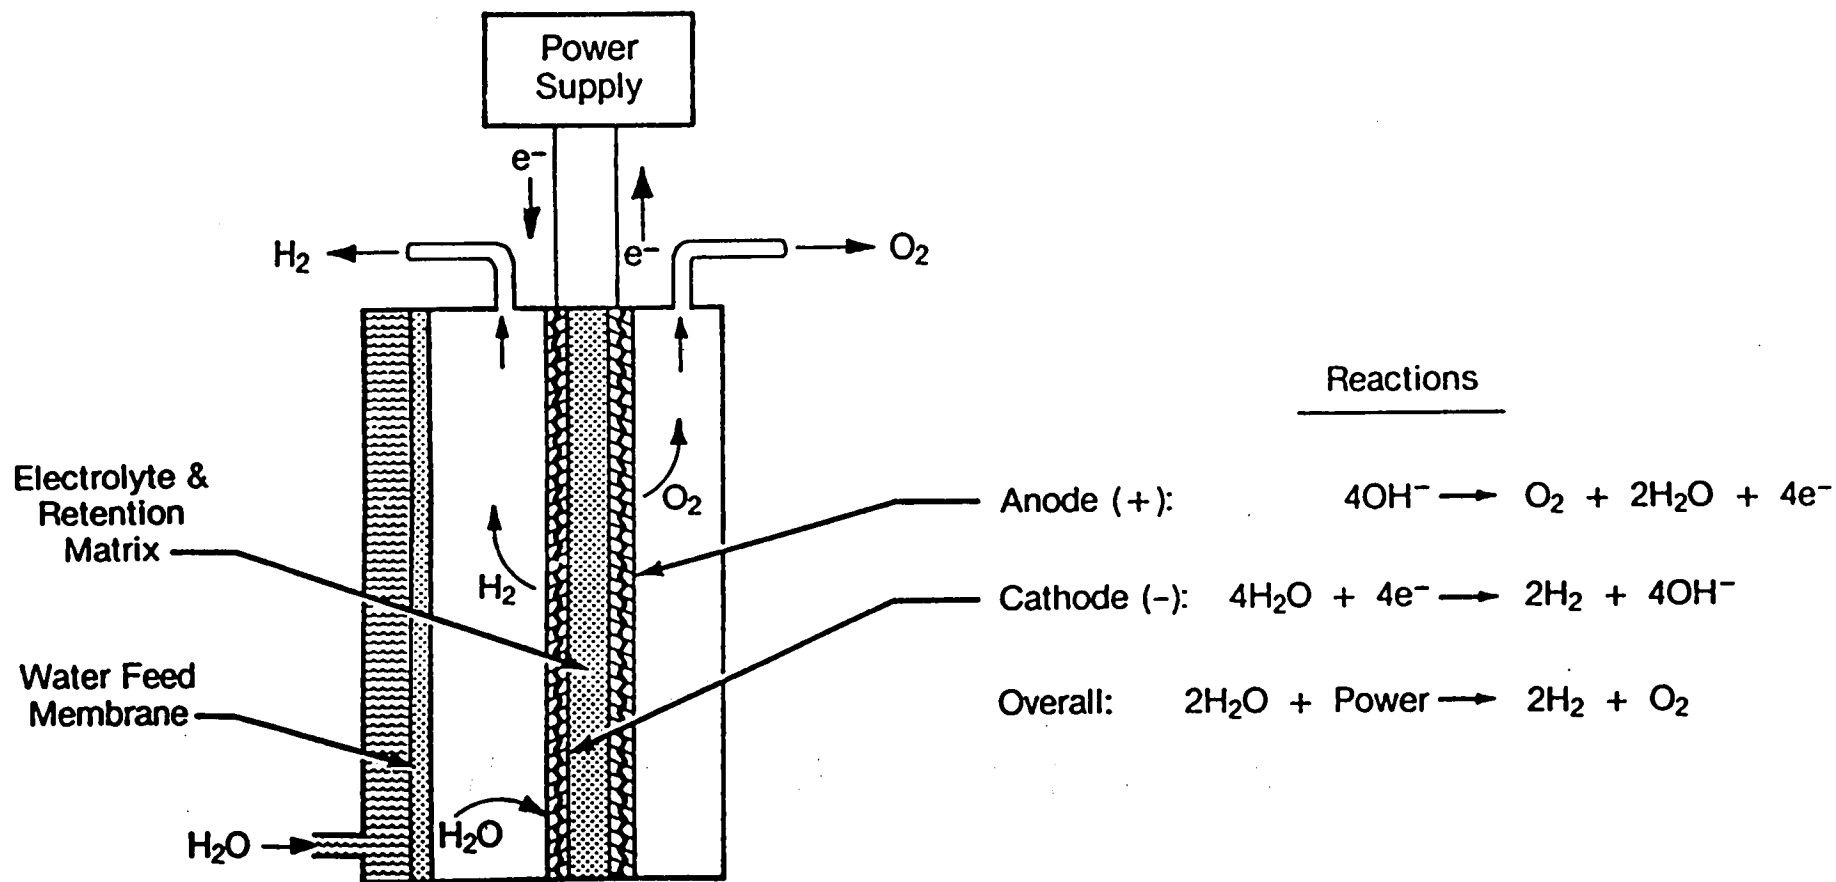 Power
Supply
e⁻
e⁻
H₂
O₂
Electrolyte &
Retention
Matrix
O₂
H₂
Water Feed
Membrane
H₂O
H₂O
Reactions
Anode (+): 4OH⁻ → O₂ + 2H₂O + 4e⁻
Cathode (−): 4H₂O + 4e⁻ → 2H₂ + 4OH⁻
Overall: 2H₂O + Power → 2H₂ + O₂